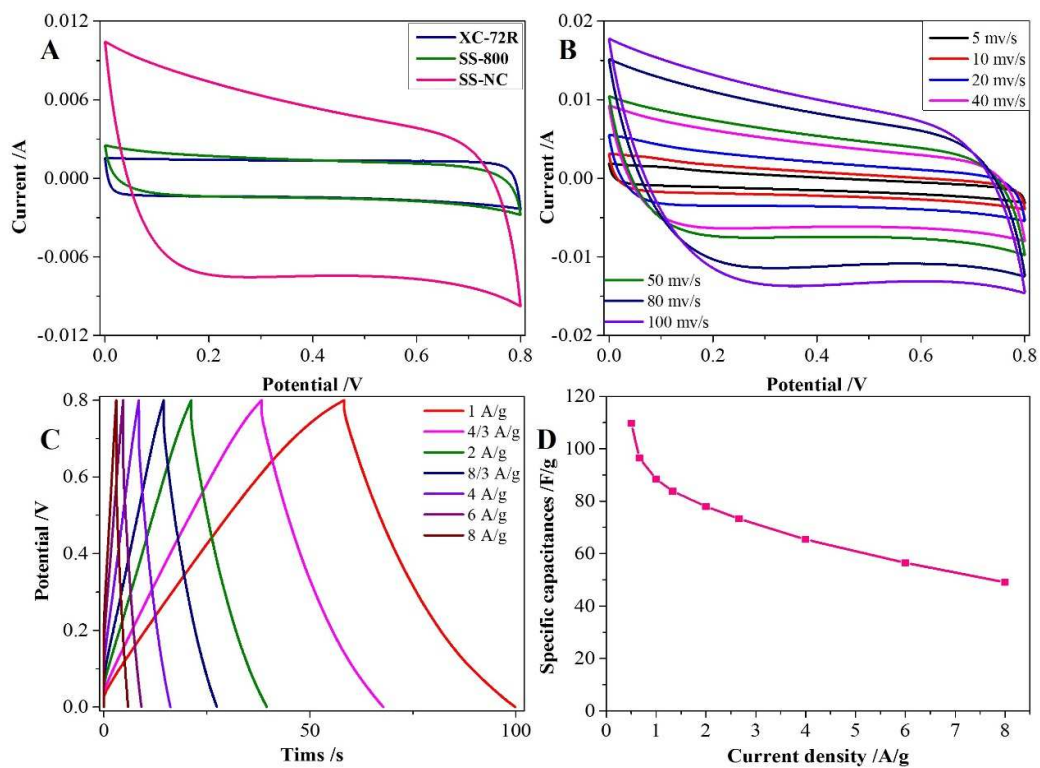 A
XC-72R
SS-800
SS-NC
0.012
0.006
0.000
-0.006
-0.012
Current /A
0.0 0.2 0.4 0.6 0.8
Potential /V
B
5 mv/s
10 mv/s
20 mv/s
40 mv/s
50 mv/s
80 mv/s
100 mv/s
0.02
0.01
0.00
-0.01
-0.02
Current /A
0.0 0.2 0.4 0.6 0.8
Potential /V
C
1 A/g
4/3 A/g
2 A/g
8/3 A/g
4 A/g
6 A/g
8 A/g
0.8
0.4
0.0
Potential /V
0 50 100
Tims /s
D
120
100
80
60
40
20
0
Specific capacitances /F/g
0 1 2 3 4 5 6 7 8
Current density /A/g